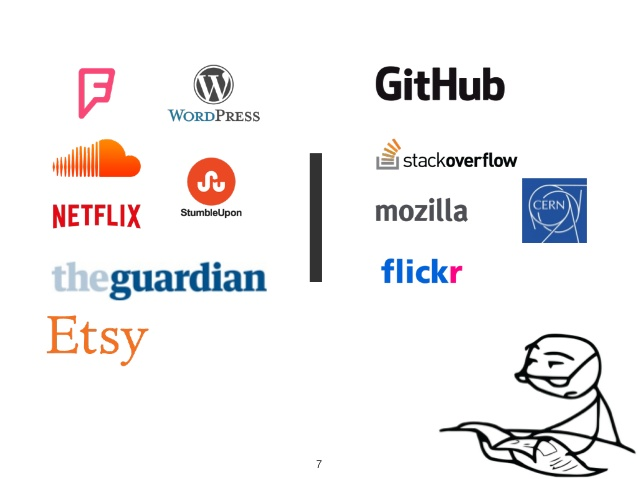 WORDPRESS
StumbleUpon
NETFLIX
theguardian
Etsy
GitHub
stackoverflow
mozilla
CERN
flickr
7